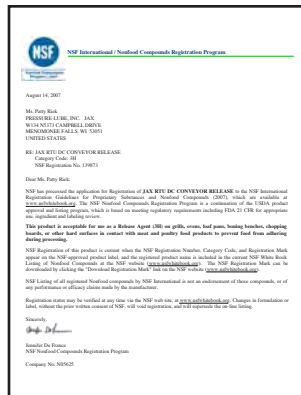 NSF
NSF International / Nonfood Compounds Registration Program
August 14, 2007
Ms. Patty Rick
PRESSURE-LUBE, INC. JAX
W134 N5373 CAMPBELL DRIVE
MENOMONEE FALLS, WI 53051
UNITED STATES
RE: JAX RTU DC CONVEYOR RELEASE
Category Code: 3H
NSF Registration No. 139873
Dear Ms. Patty Rick:
NSF has processed the application for Registration of JAX RTU DC CONVEYOR RELEASE to the NSF International
Registration Guidelines for Proprietary Substances and Nonfood Compounds (2007), which are available at
www.nsfwhitebook.org. The NSF Nonfood Compounds Registration Program is a continuation of the USDA product
approval and listing program, which is based on meeting regulatory requirements including FDA 21 CFR for appropriate
use, ingredient and labeling review.
This product is acceptable for use as a Release Agent (3H) on grills, ovens, loaf pans, boning benches, chopping
boards, or other hard surfaces in contact with meat and poultry food products to prevent food from adhering
during processing.
NSF Registration of this product is current when the NSF Registration Number, Category Code, and Registration Mark
appear on the NSF-approved product label, and the registered product name is included in the current NSF White Book
Listing of Nonfood Compounds at the NSF website (www.nsfwhitebook.org). The NSF Registration Mark can be
downloaded by clicking the "Download Registration Mark" link on the NSF website (www.nsfwhitebook.org).
NSF Listing of all registered Nonfood compounds by NSF International is not an endorsement of those compounds, or of
any performance or efficacy claims made by the manufacturer.
Registration status may be verified at any time via the NSF web site, at www.nsfwhitebook.org. Changes in formulation or
label, without the prior written consent of NSF, will void registration, and will supersede the on-line listing.
Sincerely,
Jennifer De France
NSF Nonfood Compounds Registration Program
Company No. N05625